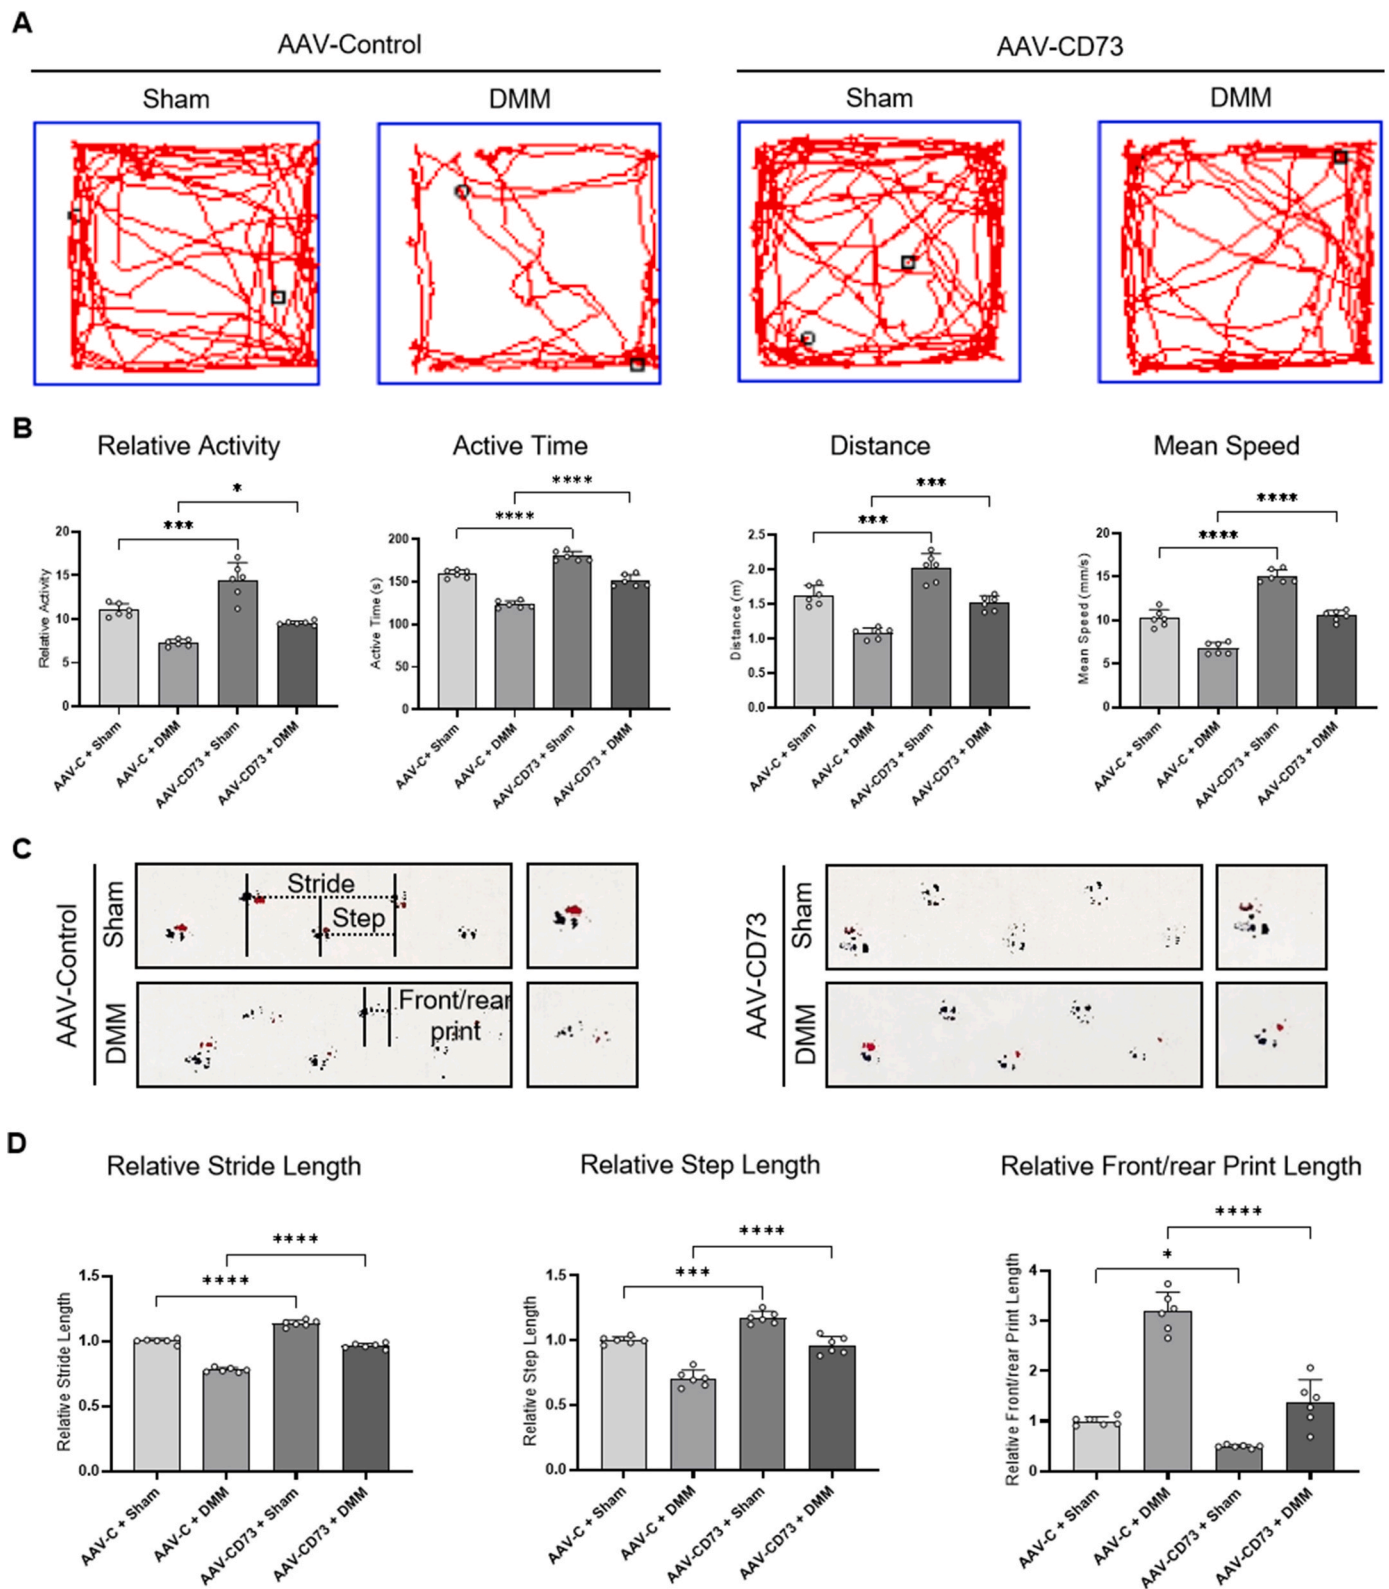 A
AAV-Control
AAV-CD73
Sham
DMM
Sham
DMM
B
Relative Activity
Active Time
Distance
Mean Speed
*
***
20
15
10
5
0
Relative Activity
AAV-C + Sham
AAV-C + DMM
AAV-CD73 + Sham
AAV-CD73 + DMM
****
****
200
150
100
50
0
Active Time (s)
AAV-C + Sham
AAV-C + DMM
AAV-CD73 + Sham
AAV-CD73 + DMM
***
***
2.5
2.0
1.5
1.0
0.5
0.0
Distance (m)
AAV-C + Sham
AAV-C + DMM
AAV-CD73 + Sham
AAV-CD73 + DMM
****
****
20
15
10
5
0
Mean Speed (mm/s)
AAV-C + Sham
AAV-C + DMM
AAV-CD73 + Sham
AAV-CD73 + DMM
C
AAV-Control
Sham
Stride
Step
DMM
Front/rear
print
AAV-CD73
Sham
DMM
D
Relative Stride Length
Relative Step Length
Relative Front/rear Print Length
****
****
1.5
1.0
0.5
0.0
Relative Stride Length
AAV-C + Sham
AAV-C + DMM
AAV-CD73 + Sham
AAV-CD73 + DMM
****
***
1.5
1.0
0.5
0.0
Relative Step Length
AAV-C + Sham
AAV-C + DMM
AAV-CD73 + Sham
AAV-CD73 + DMM
****
*
4
3
2
1
0
Relative Front/rear Print Length
AAV-C + Sham
AAV-C + DMM
AAV-CD73 + Sham
AAV-CD73 + DMM